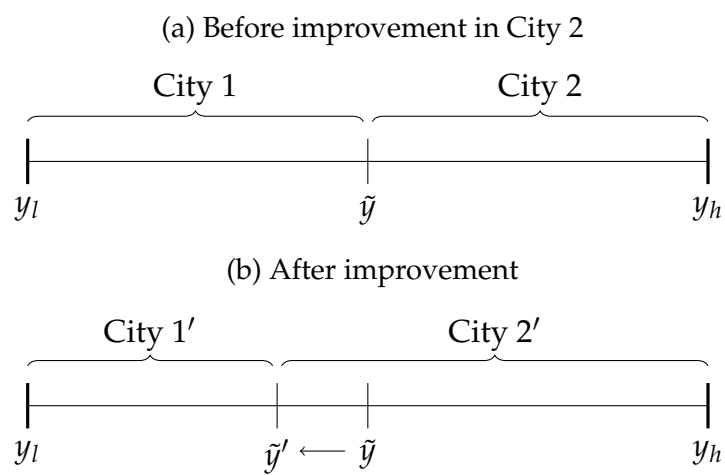 (a) Before improvement in City 2
City 1 City 2
y_l ỹ y_h
(b) After improvement
City 1′ City 2′
y_l ỹ′ ⟵ ỹ y_h